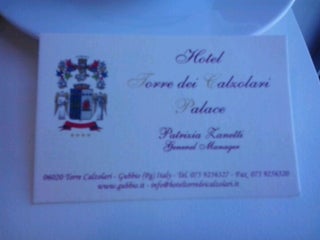 Hotel
Torre dei Calzolari
Palace
Patrizia Zanetti
General Manager
06020 Torre Calzolari - Gubbio (Pg) Italy - Tel. 075 9256327 - Fax 075 9256320
www.gubbio.it - info@hoteltorredeicalzolari.it